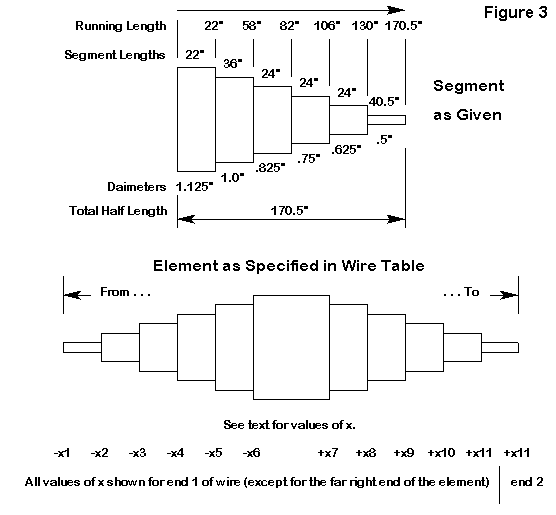 Figure 3
Running Length 22" 58" 82" 106" 130" 170.5"
Segment Lengths 22" 36" 24" 24" 24" 40.5"
Segment
as Given
Daimeters 1.125" 1.0" .825" .75" .625" .5"
Total Half Length 170.5"
Element as Specified in Wire Table
From . . . . . . To
See text for values of x.
-x1 -x2 -x3 -x4 -x5 -x6 +x7 +x8 +x9 +x10 +x11 +x11
All values of x shown for end 1 of wire (except for the far right end of the element) end 2